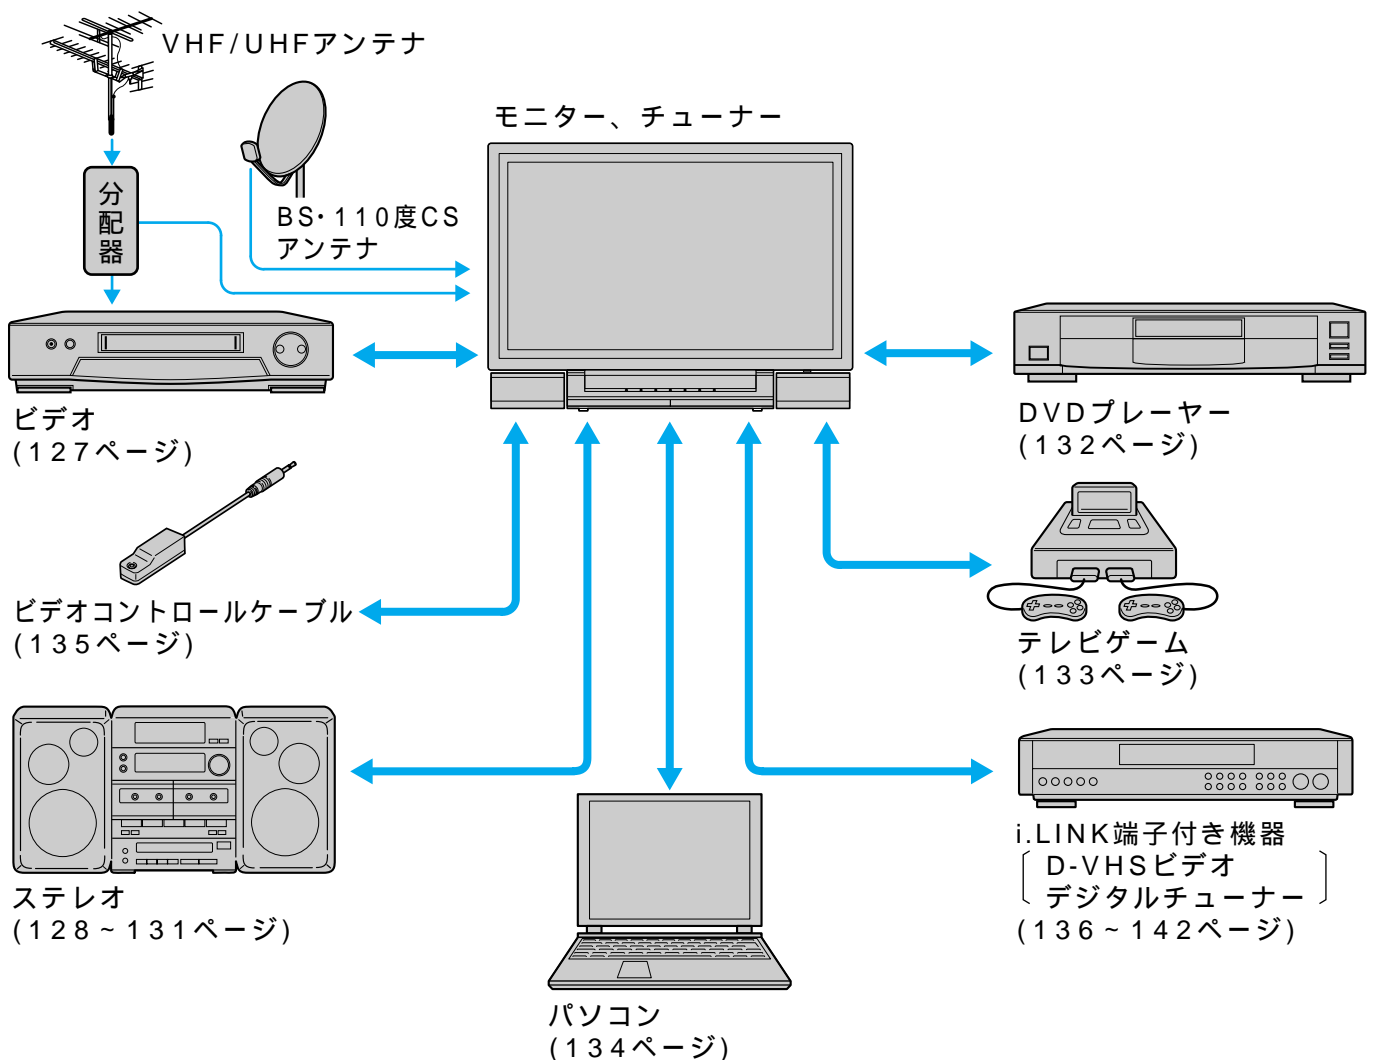 VHF/UHFアンテナ
モニター、チューナー
分配器
BS・110度CS
アンテナ
ビデオ
(127ページ)
DVDプレーヤー
(132ページ)
ビデオコントロールケーブル
(135ページ)
テレビゲーム
(133ページ)
ステレオ
(128~131ページ)
i.LINK端子付き機器
D-VHSビデオ
デジタルチューナー
(136~142ページ)
パソコン
(134ページ)